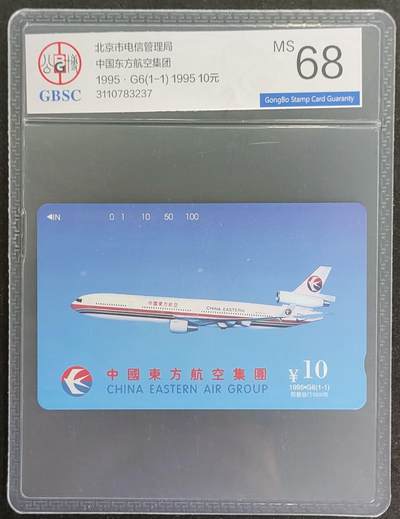 北京市电信管理局
中国东方航空集团
1995 · G6(1-1) 1995 10元
3110783237
MS 68
GBSC
GongBo Stamp Card Guaranty
◀IN 0 1 10 50 100
中國東方航空 CHINA EASTERN
中國東方航空集團
CHINA EASTERN AIR GROUP
¥10
1995•G6(1-1)